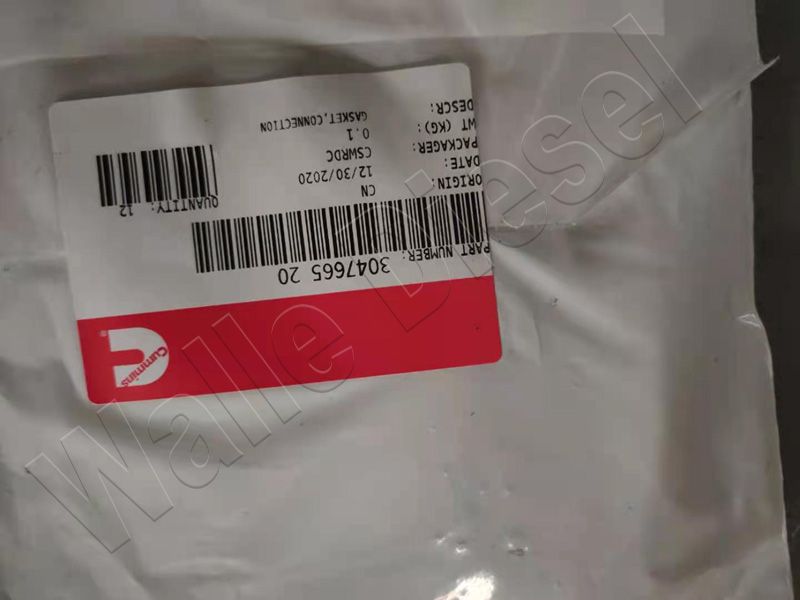 Cummins
®
PART NUMBER: 3047665 20
QUANTITY: 12
ORIGIN: CN
DATE: 12/30/2020
PACKAGER: CSWRDC
WT (KG): 0.1
DESCR: GASKET,CONNECTION
Walle Diesel